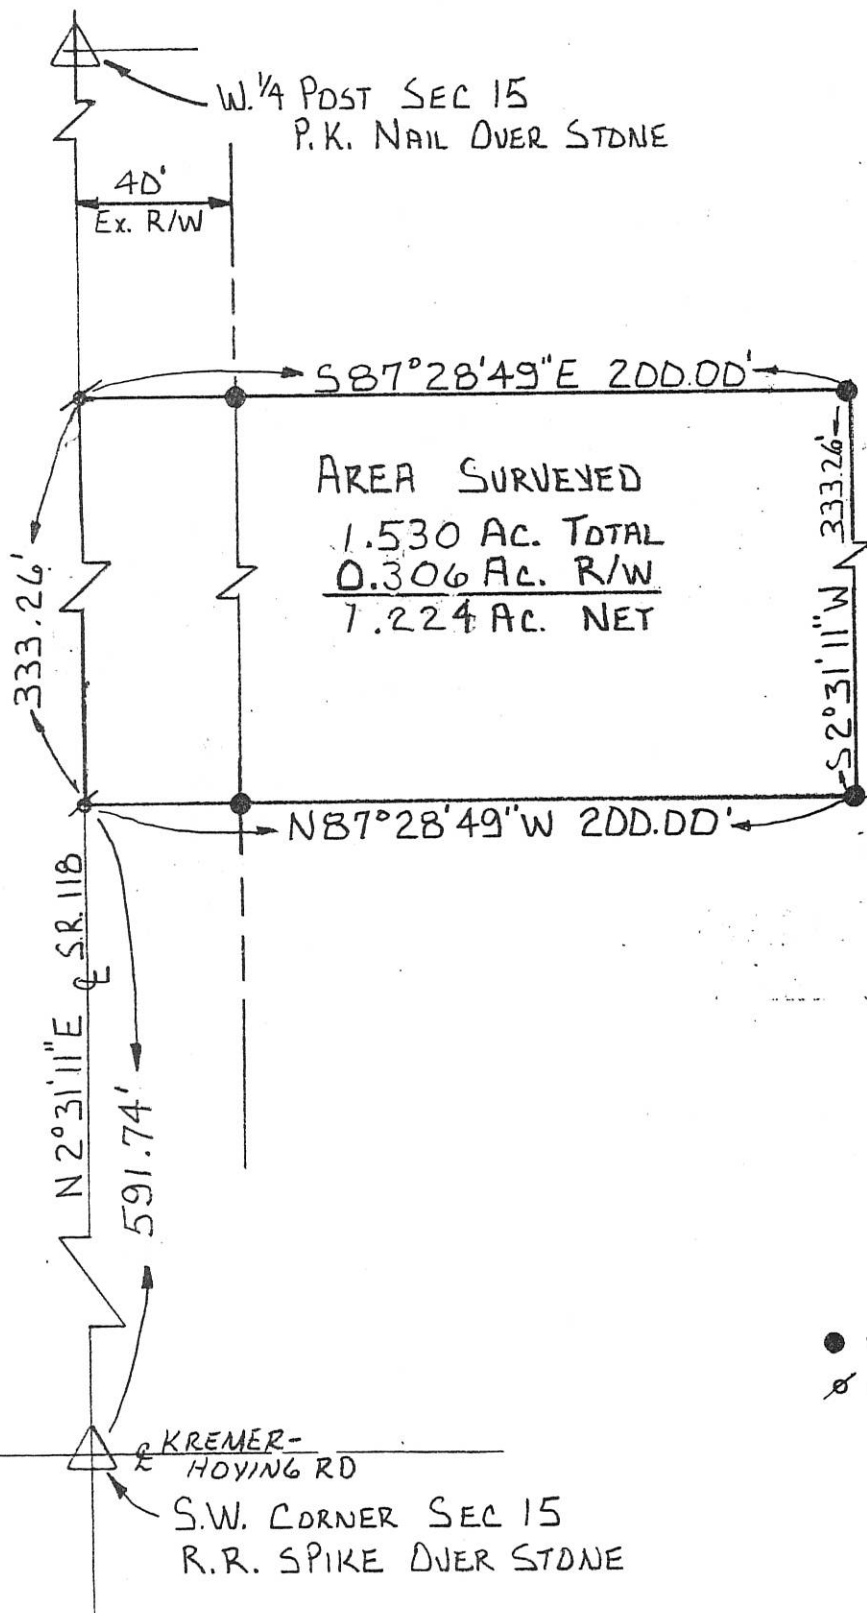 W. 1/4 POST SEC 15
P.K. NAIL OVER STONE
40'
Ex. R/W
S87°28'49"E 200.00'
333.26'
AREA SURVEYED
1.530 AC. TOTAL
0.306 AC. R/W
1.224 AC. NET
333.26'
S2°31'11"W
N87°28'49"W 200.00'
N2°31'11"E ℄ S.R. 118
591.74'
℄ KREMER-
HOYING RD
S.W. CORNER SEC 15
R.R. SPIKE OVER STONE